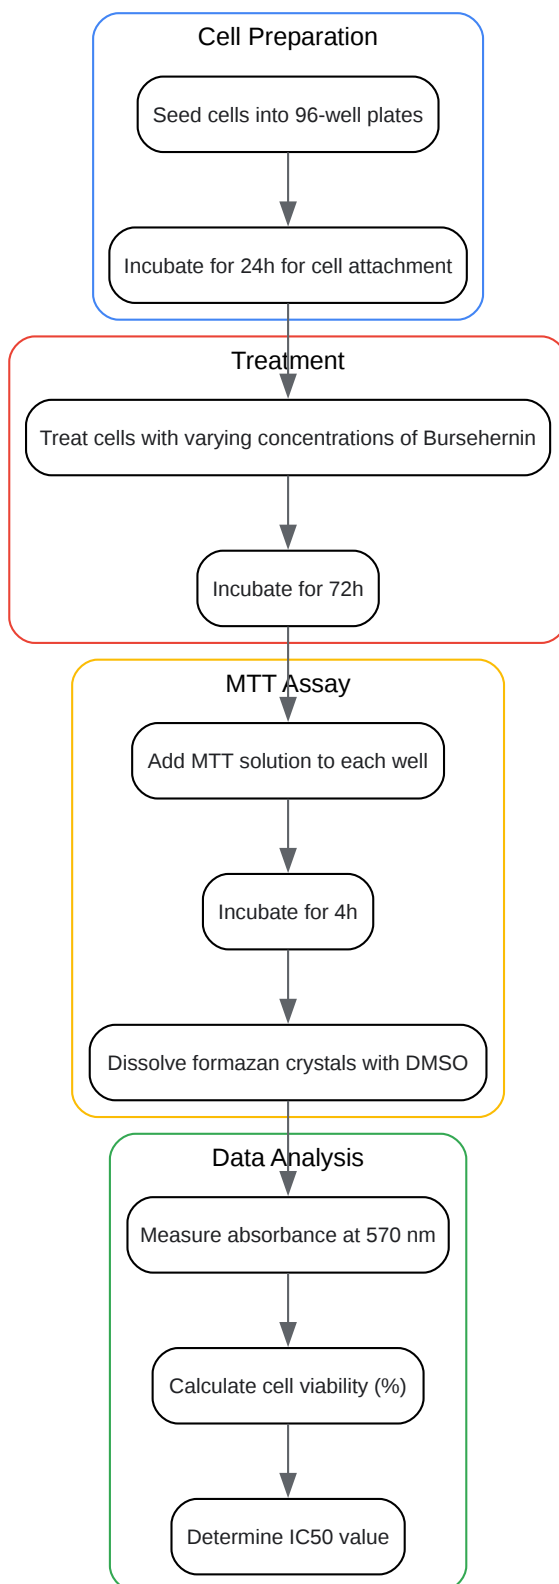 Cell Preparation
Seed cells into 96-well plates
Incubate for 24h for cell attachment
Treatment
Treat cells with varying concentrations of Bursehernin
Incubate for 72h
MTT Assay
Add MTT solution to each well
Incubate for 4h
Dissolve formazan crystals with DMSO
Data Analysis
Measure absorbance at 570 nm
Calculate cell viability (%)
Determine IC50 value